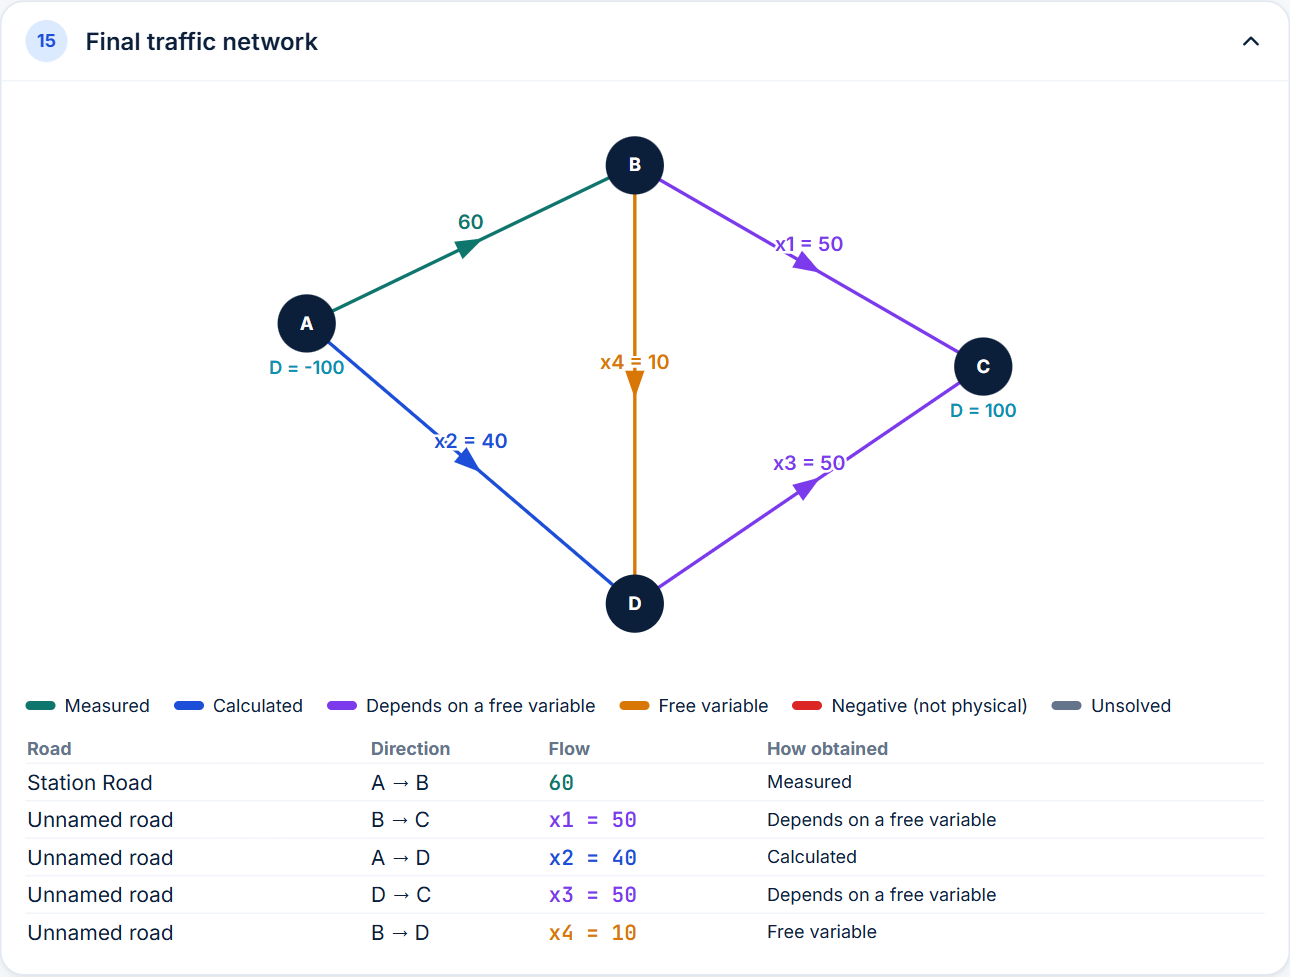 15 Final traffic network
B
60
x1 = 50
A
D = -100
x4 = 10
C
D = 100
x2 = 40
x3 = 50
D
Measured Calculated Depends on a free variable Free variable Negative (not physical) Unsolved
Road Direction Flow How obtained
Station Road A → B 60 Measured
Unnamed road B → C x1 = 50 Depends on a free variable
Unnamed road A → D x2 = 40 Calculated
Unnamed road D → C x3 = 50 Depends on a free variable
Unnamed road B → D x4 = 10 Free variable